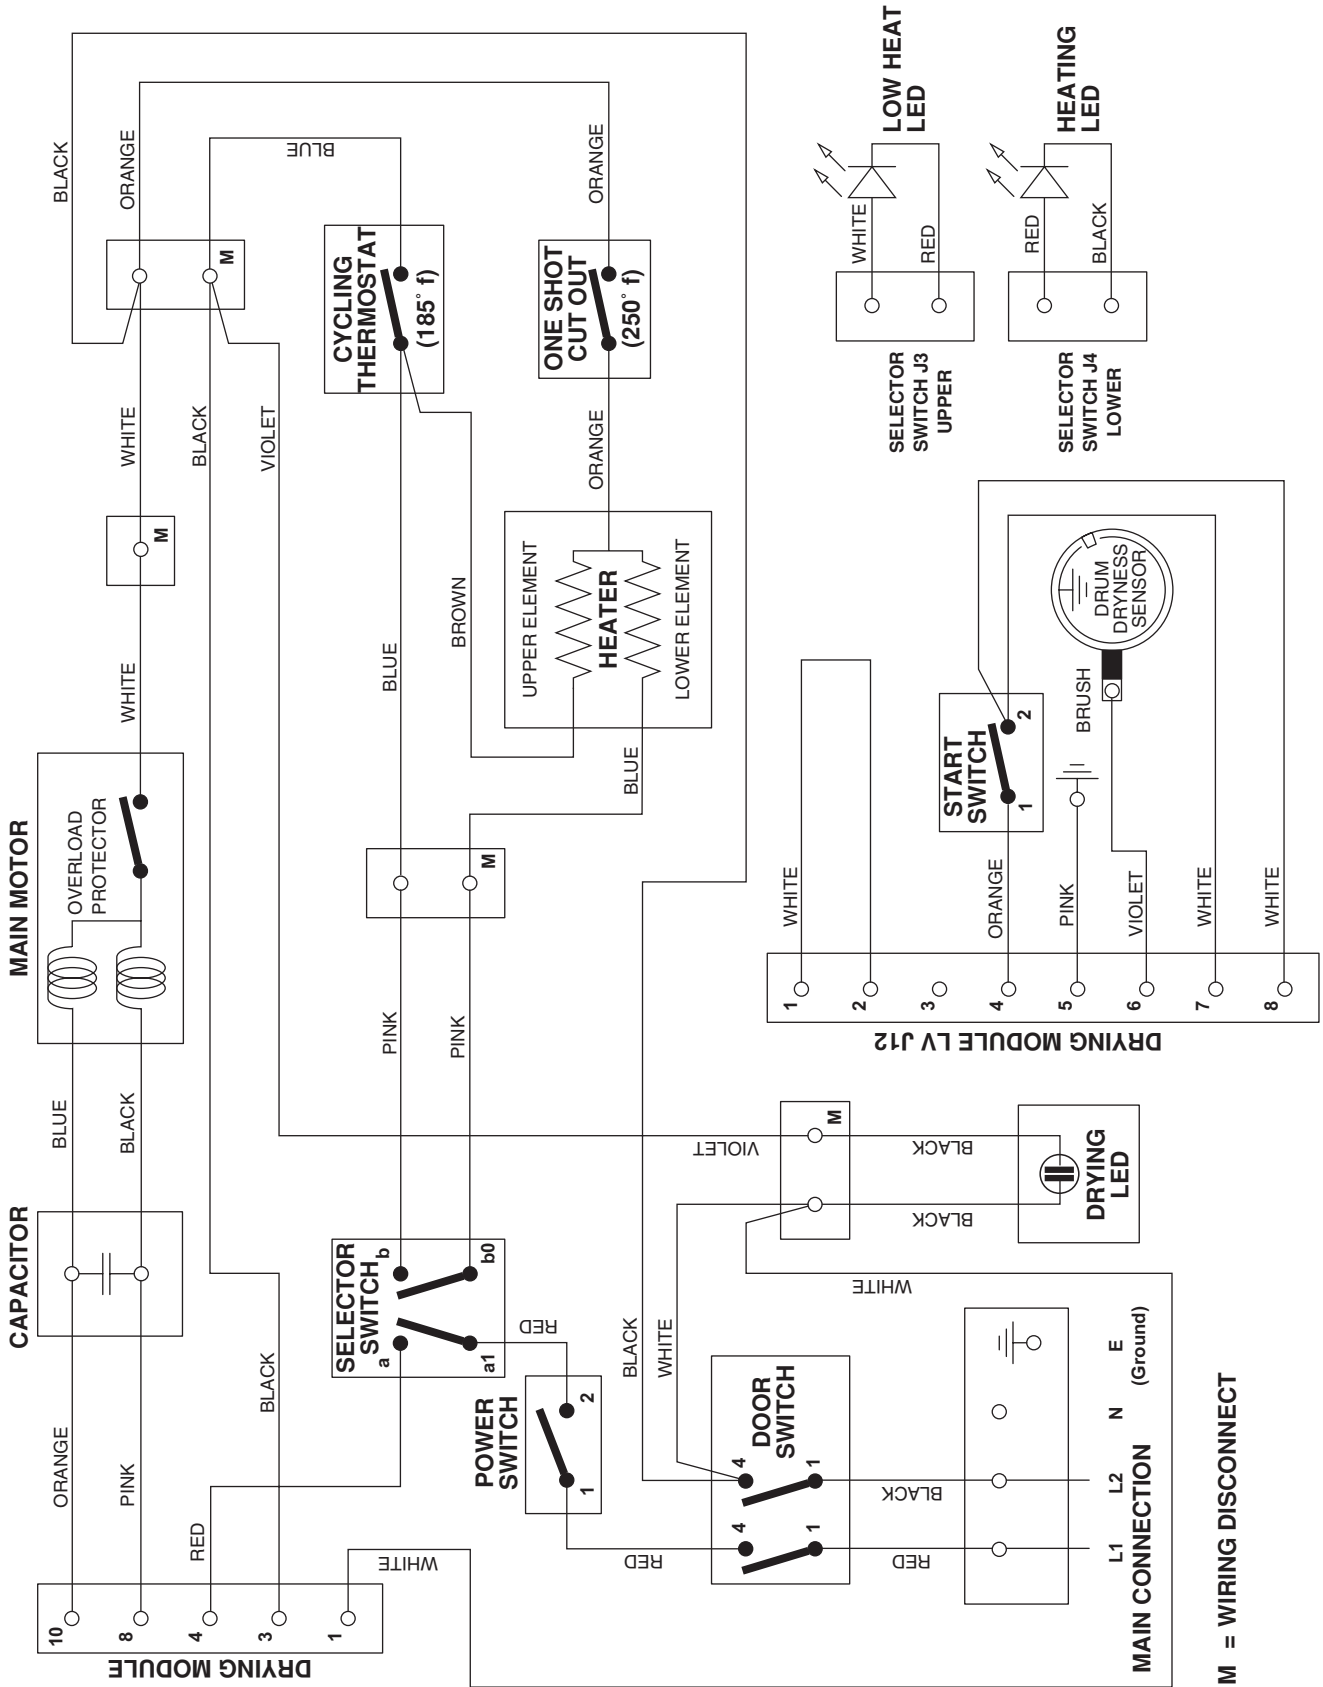 MAIN MOTOR
OVERLOAD
PROTECTOR
CAPACITOR
DRYING MODULE
10
8
4
3
1
ORANGE
PINK
RED
BLACK
WHITE
BLUE
BLACK
WHITE
M
WHITE
BLACK
VIOLET
M
BLACK
ORANGE
BLUE
CYCLING
THERMOSTAT
(185° f)
ONE SHOT
CUT OUT
(250° f)
ORANGE
ORANGE
UPPER ELEMENT
HEATER
LOWER ELEMENT
BLUE
BROWN
BLUE
M
PINK
PINK
SELECTOR
SWITCH
a
b
a1
b0
RED
POWER
SWITCH
1
2
RED
BLACK
WHITE
DOOR
SWITCH
4
4
1
1
RED
BLACK
WHITE
VIOLET
M
BLACK
BLACK
DRYING
LED
L1
L2
N
E
(Ground)
MAIN CONNECTION
M = WIRING DISCONNECT
DRYING MODULE LV J12
1
2
3
4
5
6
7
8
WHITE
ORANGE
PINK
VIOLET
WHITE
WHITE
START
SWITCH
1
2
BRUSH
DRUM
DRYNESS
SENSOR
SELECTOR
SWITCH J3
UPPER
WHITE
RED
LOW HEAT
LED
SELECTOR
SWITCH J4
LOWER
RED
BLACK
HEATING
LED